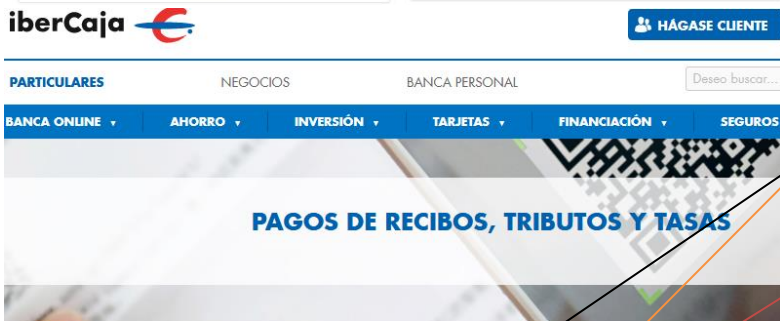 iberCaja
HÁGASE CLIENTE
PARTICULARES NEGOCIOS BANCA PERSONAL Deseo buscar...
BANCA ONLINE ▼ AHORRO ▼ INVERSIÓN ▼ TARJETAS ▼ FINANCIACIÓN ▼ SEGUROS
PAGOS DE RECIBOS, TRIBUTOS Y TASAS